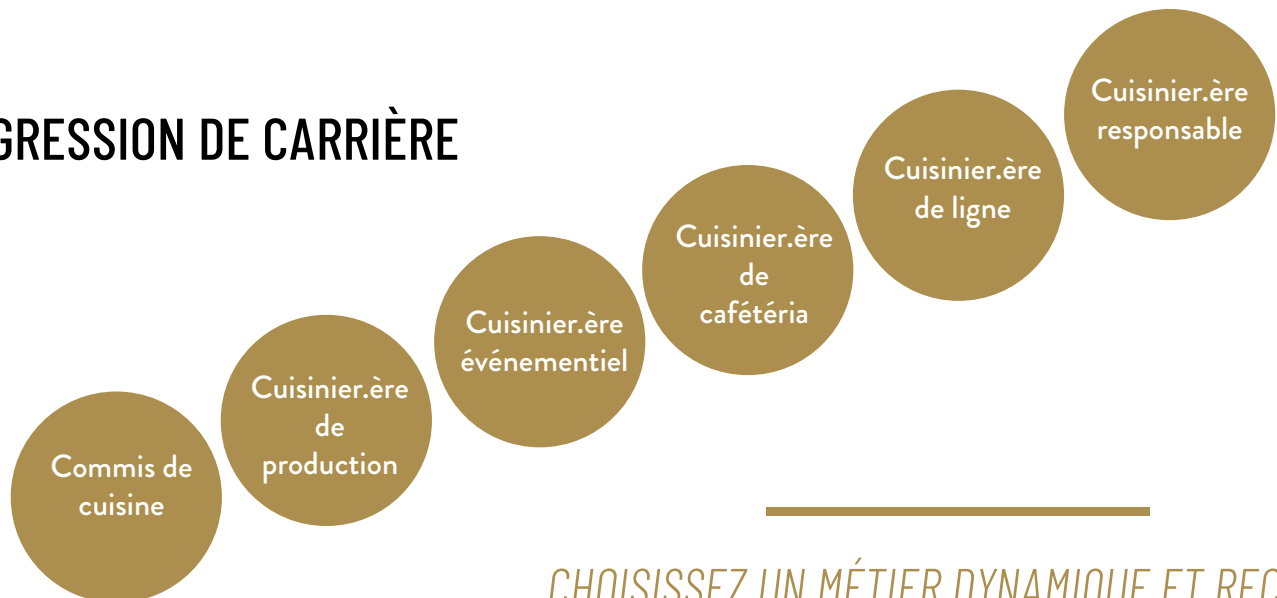 GRESSION DE CARRIÈRE
Commis de
cuisine
Cuisinier.ère
de
production
Cuisinier.ère
événementiel
Cuisinier.ère
de
cafétéria
Cuisinier.ère
de ligne
Cuisinier.ère
responsable
CHOISISSEZ UN MÉTIER DYNAMIQUE ET